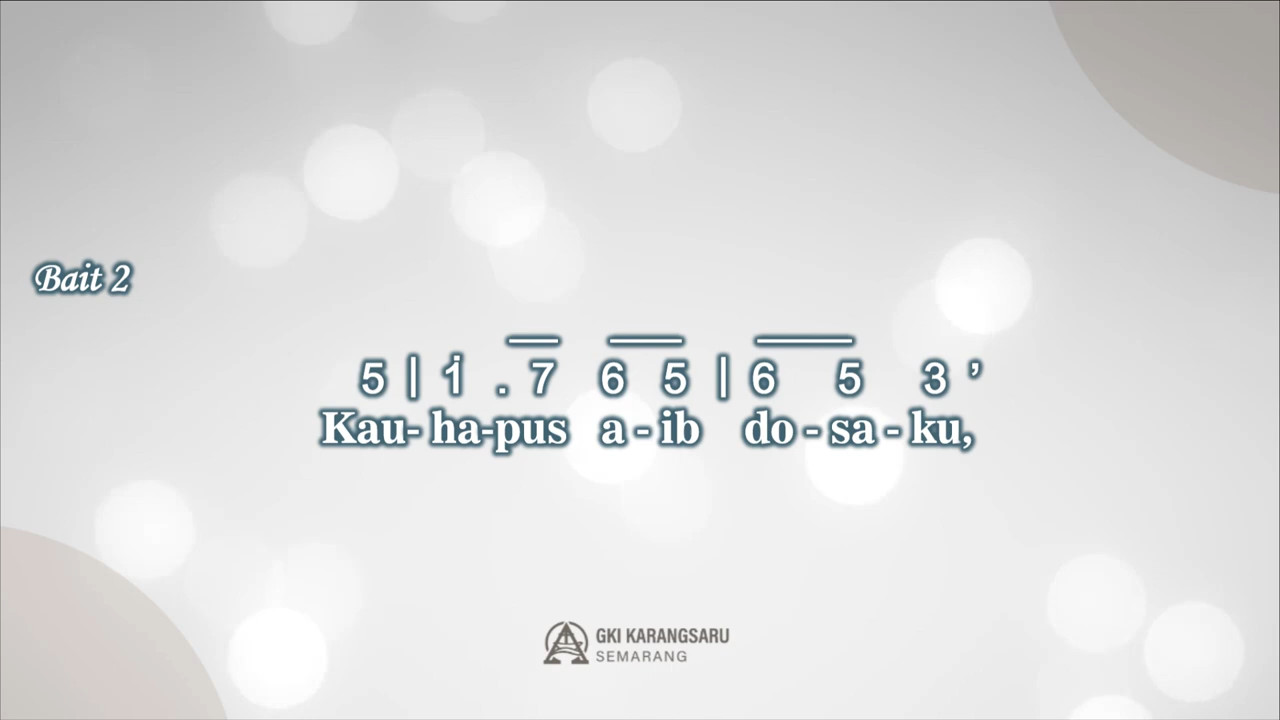 Bait 2
5 | 1̇ . 7 6 5 | 6 5 3 ’
Kau- ha-pus a - ib do - sa - ku,
GKI KARANGSARU
SEMARANG